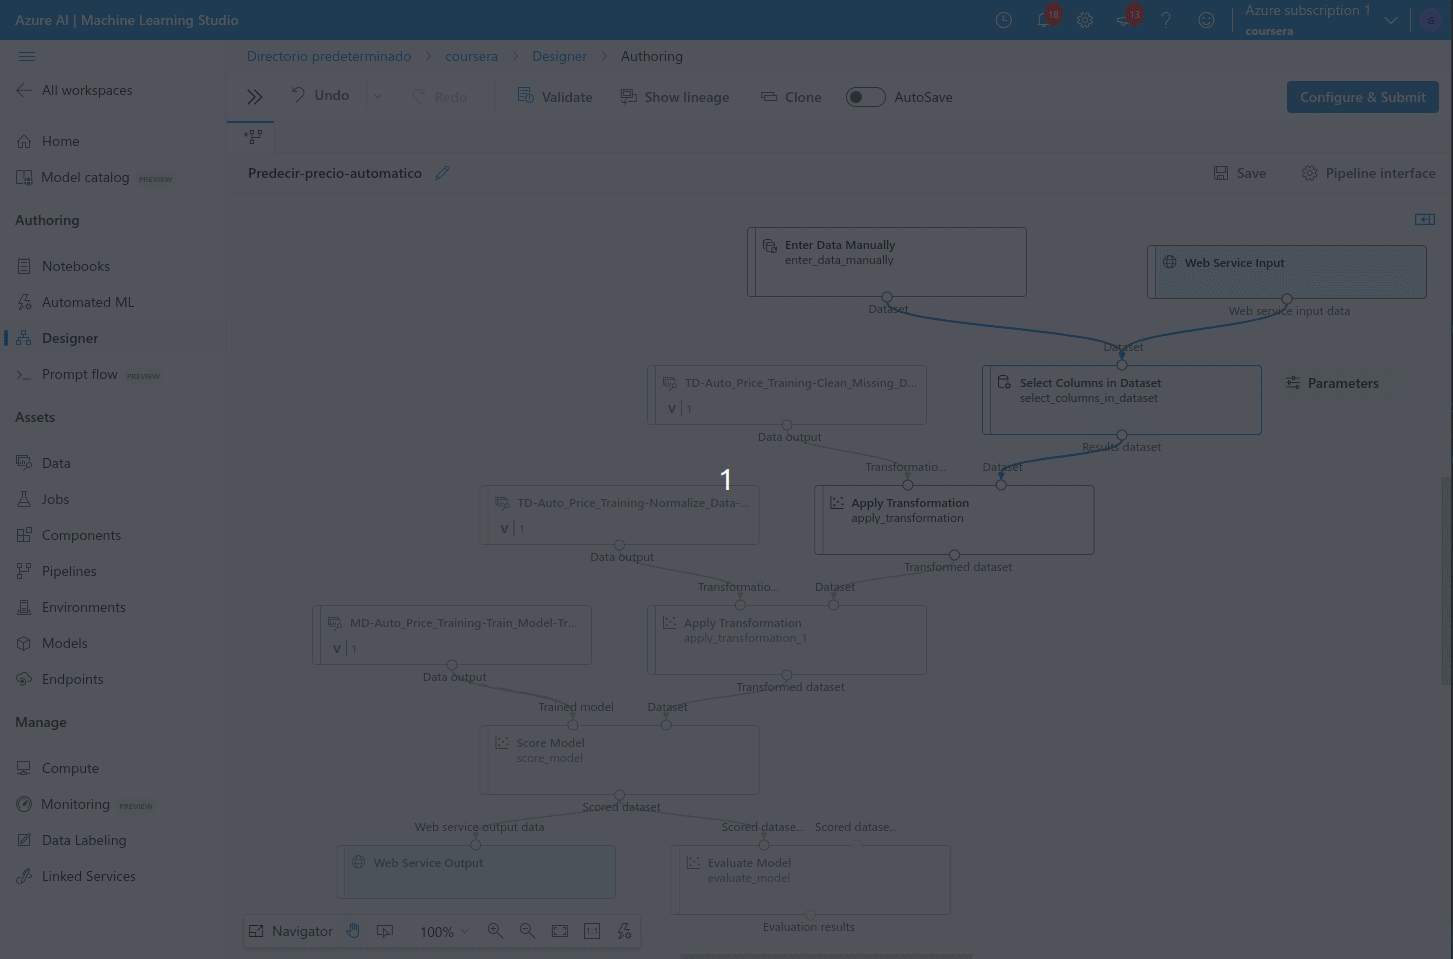 Azure AI | Machine Learning Studio
18
13
Azure subscription 1
coursera
All workspaces
Home
Model catalog PREVIEW
Authoring
Notebooks
Automated ML
Designer
Prompt flow PREVIEW
Assets
Data
Jobs
Components
Pipelines
Environments
Models
Endpoints
Manage
Compute
Monitoring PREVIEW
Data Labeling
Linked Services
Directorio predeterminado > coursera > Designer > Authoring
Undo
Redo
Validate
Show lineage
Clone
AutoSave
Configure & Submit
Predecir-precio-automatico
Save
Pipeline interface
Enter Data Manually
enter_data_manually
Dataset
Web Service Input
Web service input data
Dataset
Select Columns in Dataset
select_columns_in_dataset
Results dataset
Parameters
TD-Auto_Price_Training-Clean_Missing_D...
V | 1
Data output
Transformatio...
Dataset
1
TD-Auto_Price_Training-Normalize_Data-...
V | 1
Data output
Apply Transformation
apply_transformation
Transformed dataset
Transformatio...
Dataset
MD-Auto_Price_Training-Train_Model-Tr...
V | 1
Data output
Apply Transformation
apply_transformation_1
Transformed dataset
Trained model
Dataset
Score Model
score_model
Scored dataset
Web service output data
Scored datase...
Scored datase...
Web Service Output
Evaluate Model
evaluate_model
Evaluation results
Navigator
100%
1:1